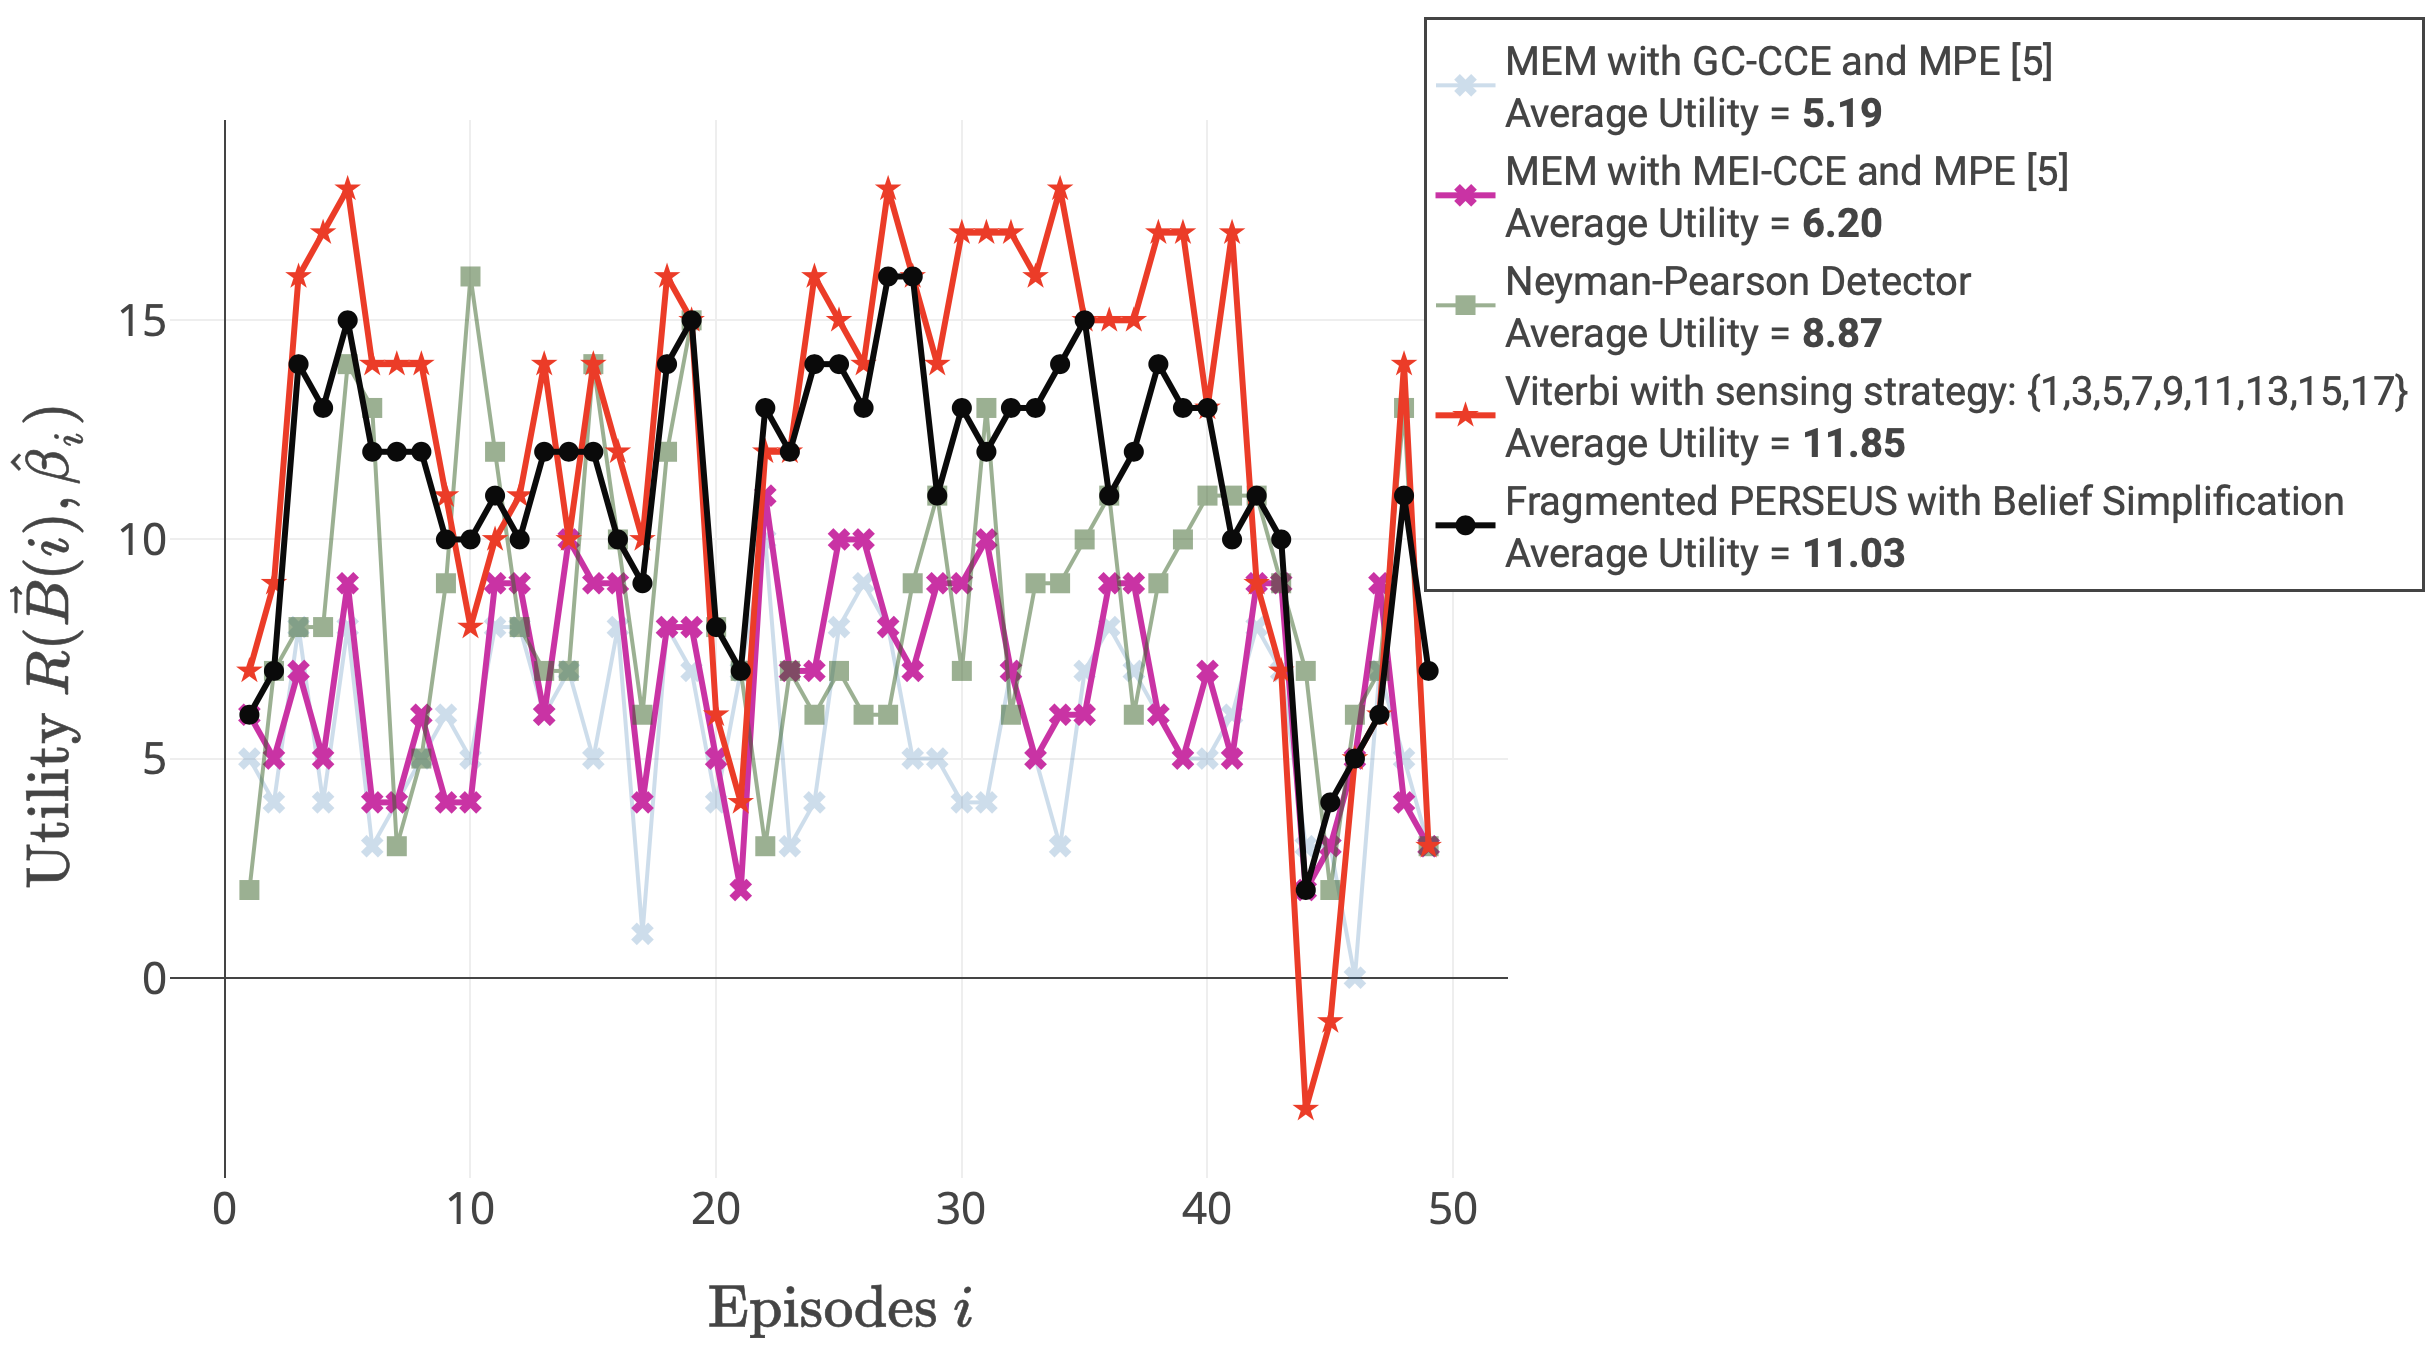 MEM with GC-CCE and MPE [5]
Average Utility = 5.19
MEM with MEI-CCE and MPE [5]
Average Utility = 6.20
Neyman-Pearson Detector
Average Utility = 8.87
Viterbi with sensing strategy: {1,3,5,7,9,11,13,15,17}
Average Utility = 11.85
Fragmented PERSEUS with Belief Simplification
Average Utility = 11.03
Utility R(B⃗(i), β̂ᵢ)
15
10
5
0
0 10 20 30 40 50
Episodes i